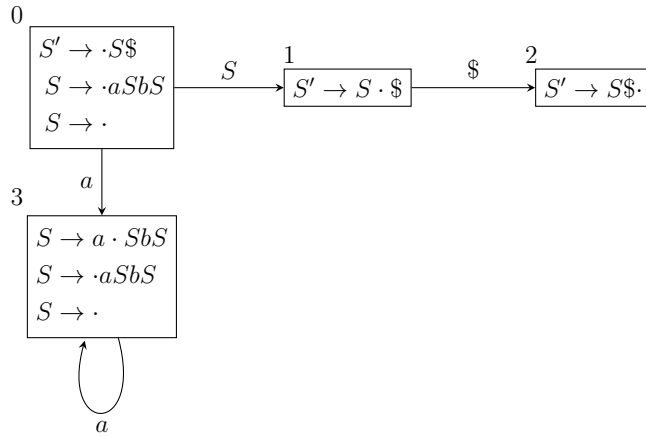 0
S' → ·S$
S → ·aSbS
S → ·
S
1
S' → S · $
$
2
S' → S$·
a
3
S → a · SbS
S → ·aSbS
S → ·
a